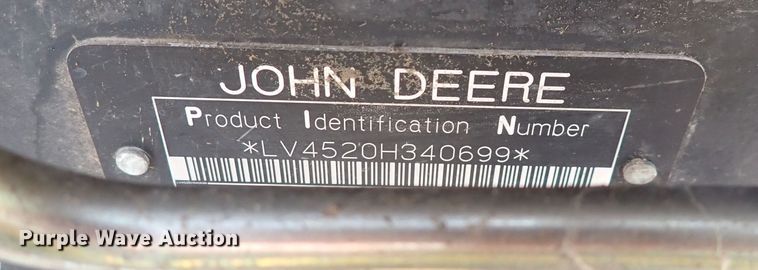 JOHN DEERE
Product Identification Number
*LV4520H340699*
Purple Wave Auction